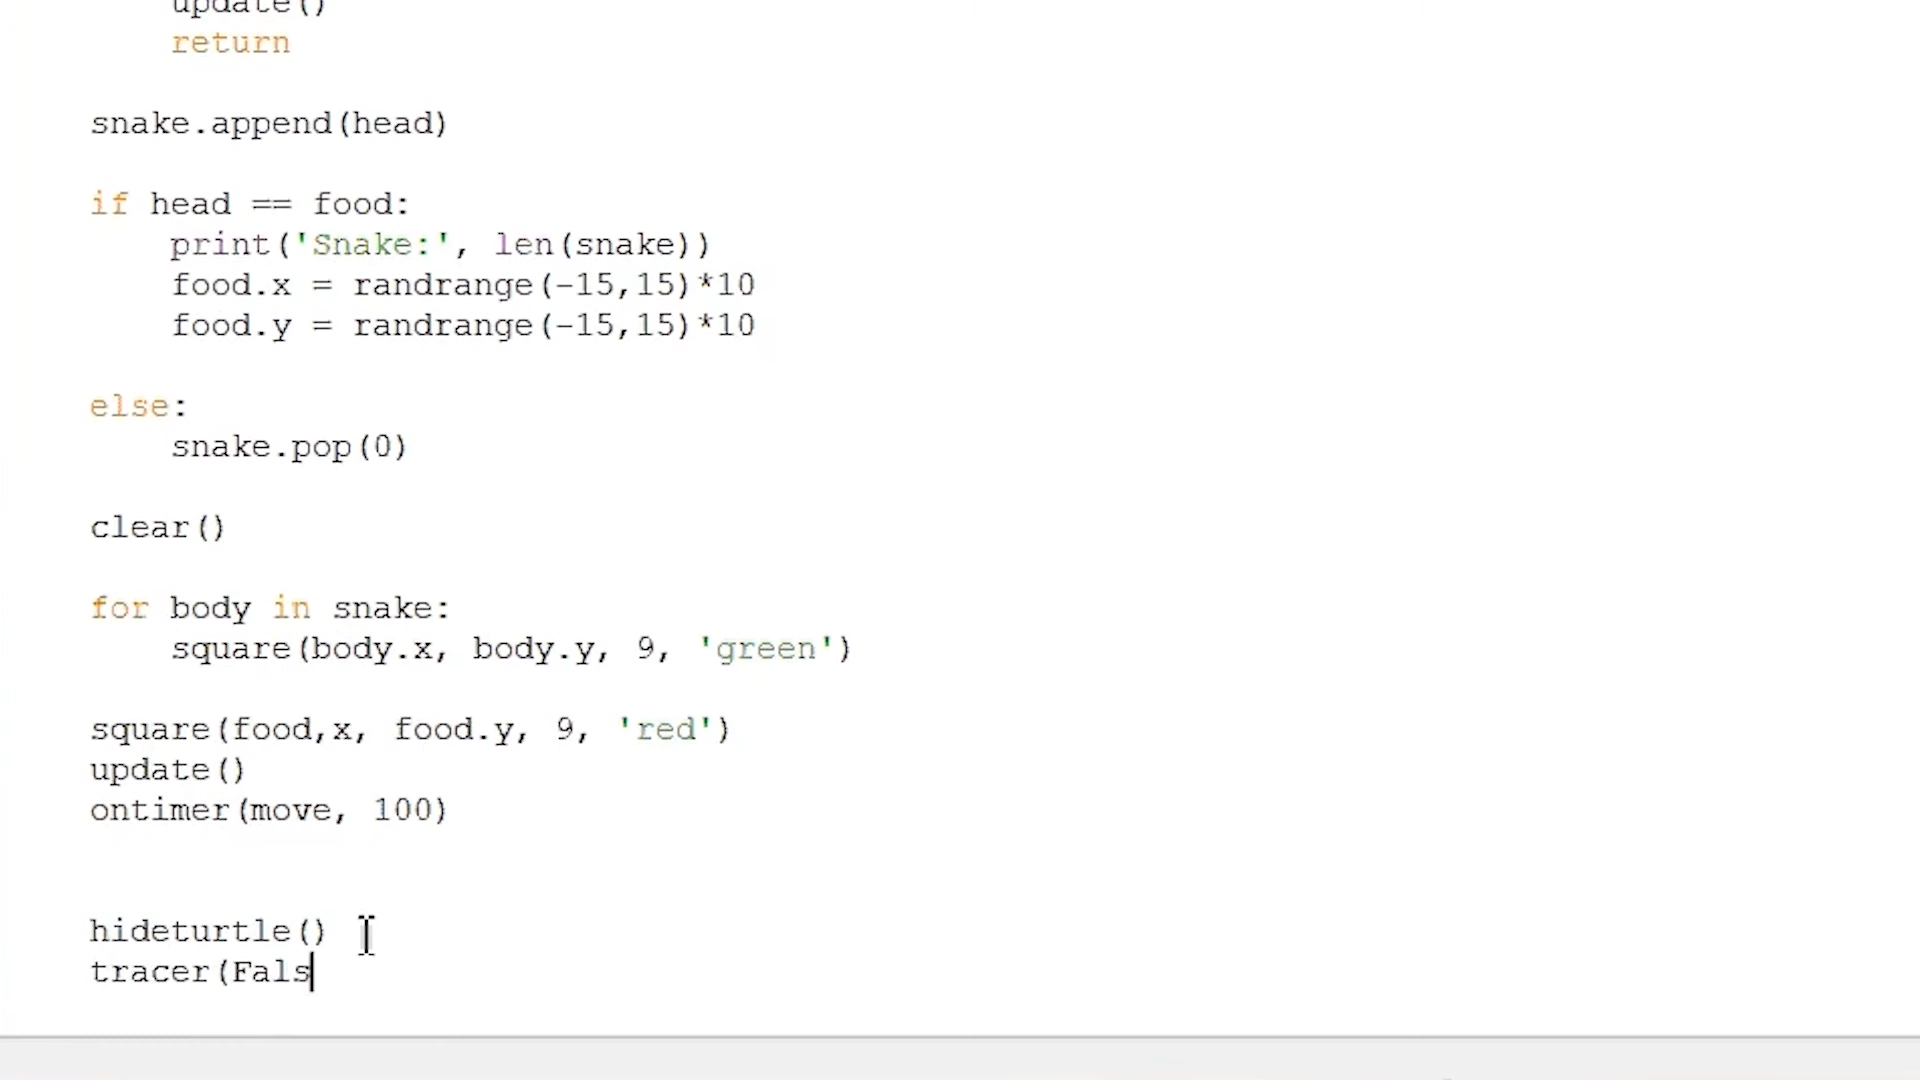 update()
return
snake.append(head)
if head == food:
print('Snake:', len(snake))
food.x = randrange(-15,15)*10
food.y = randrange(-15,15)*10
else:
snake.pop(0)
clear()
for body in snake:
square(body.x, body.y, 9, 'green')
square(food,x, food.y, 9, 'red')
update()
ontimer(move, 100)
hideturtle()
tracer(Fals